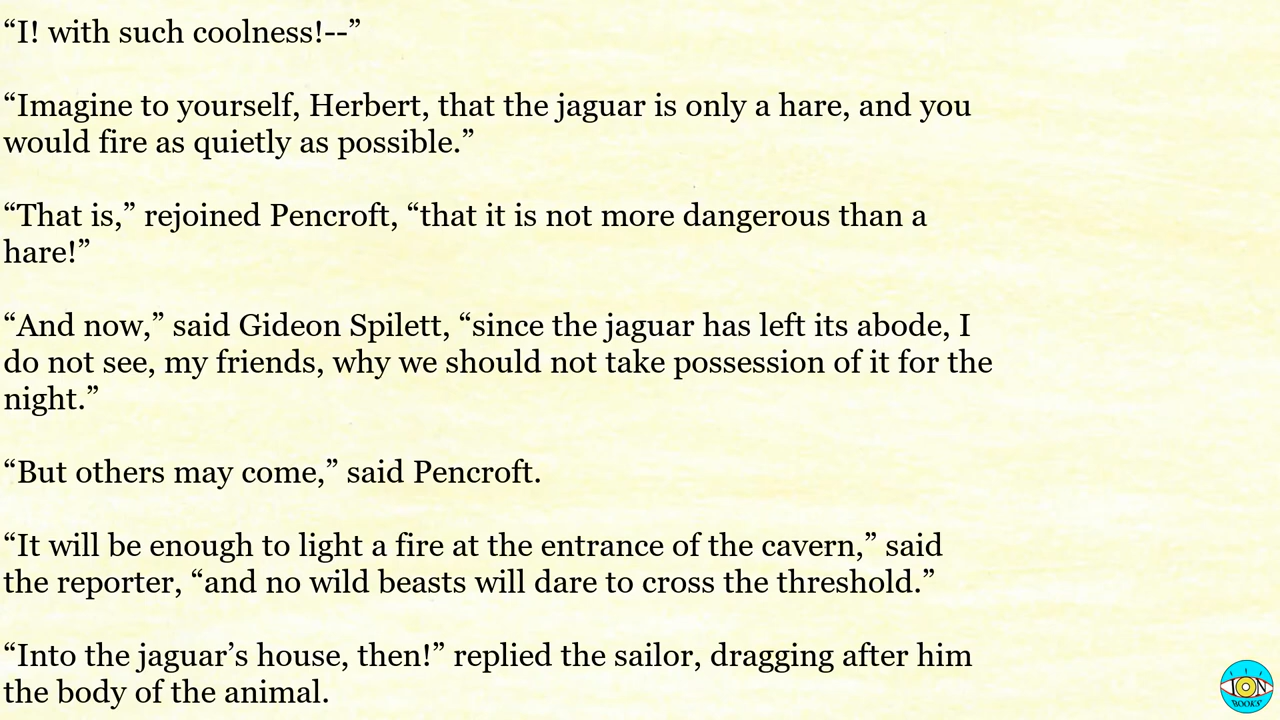 “I! with such coolness!--”
“Imagine to yourself, Herbert, that the jaguar is only a hare, and you
would fire as quietly as possible.”
“That is,” rejoined Pencroft, “that it is not more dangerous than a
hare!”
“And now,” said Gideon Spilett, “since the jaguar has left its abode, I
do not see, my friends, why we should not take possession of it for the
night.”
“But others may come,” said Pencroft.
“It will be enough to light a fire at the entrance of the cavern,” said
the reporter, “and no wild beasts will dare to cross the threshold.”
“Into the jaguar’s house, then!” replied the sailor, dragging after him
the body of the animal.
ION
BOOKS